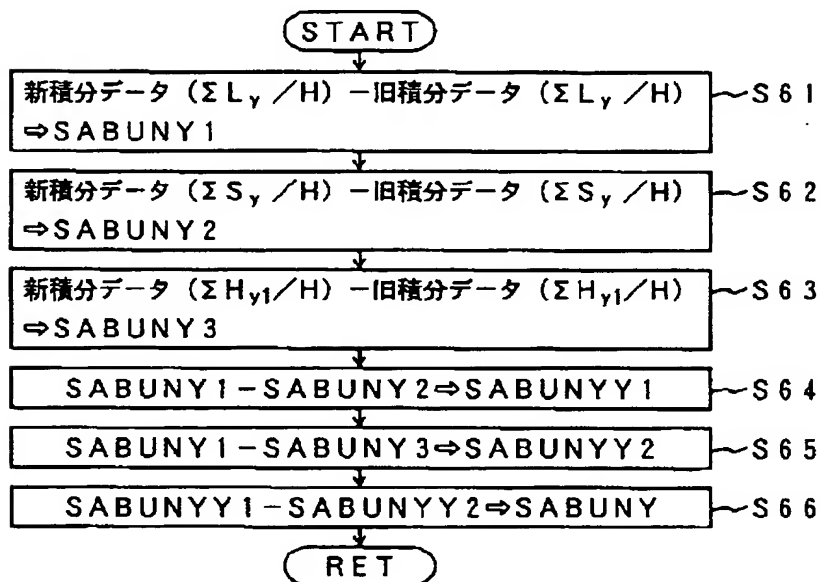 START
新積分データ(ΣLy/H)-旧積分データ(ΣLy/H)
⇒SABUNY1
~S61
新積分データ(ΣSy/H)-旧積分データ(ΣSy/H)
⇒SABUNY2
~S62
新積分データ(ΣHy1/H)-旧積分データ(ΣHy1/H)
⇒SABUNY3
~S63
SABUNY1-SABUNY2⇒SABUNYY1
~S64
SABUNY1-SABUNY3⇒SABUNYY2
~S65
SABUNYY1-SABUNYY2⇒SABUNY
~S66
RET